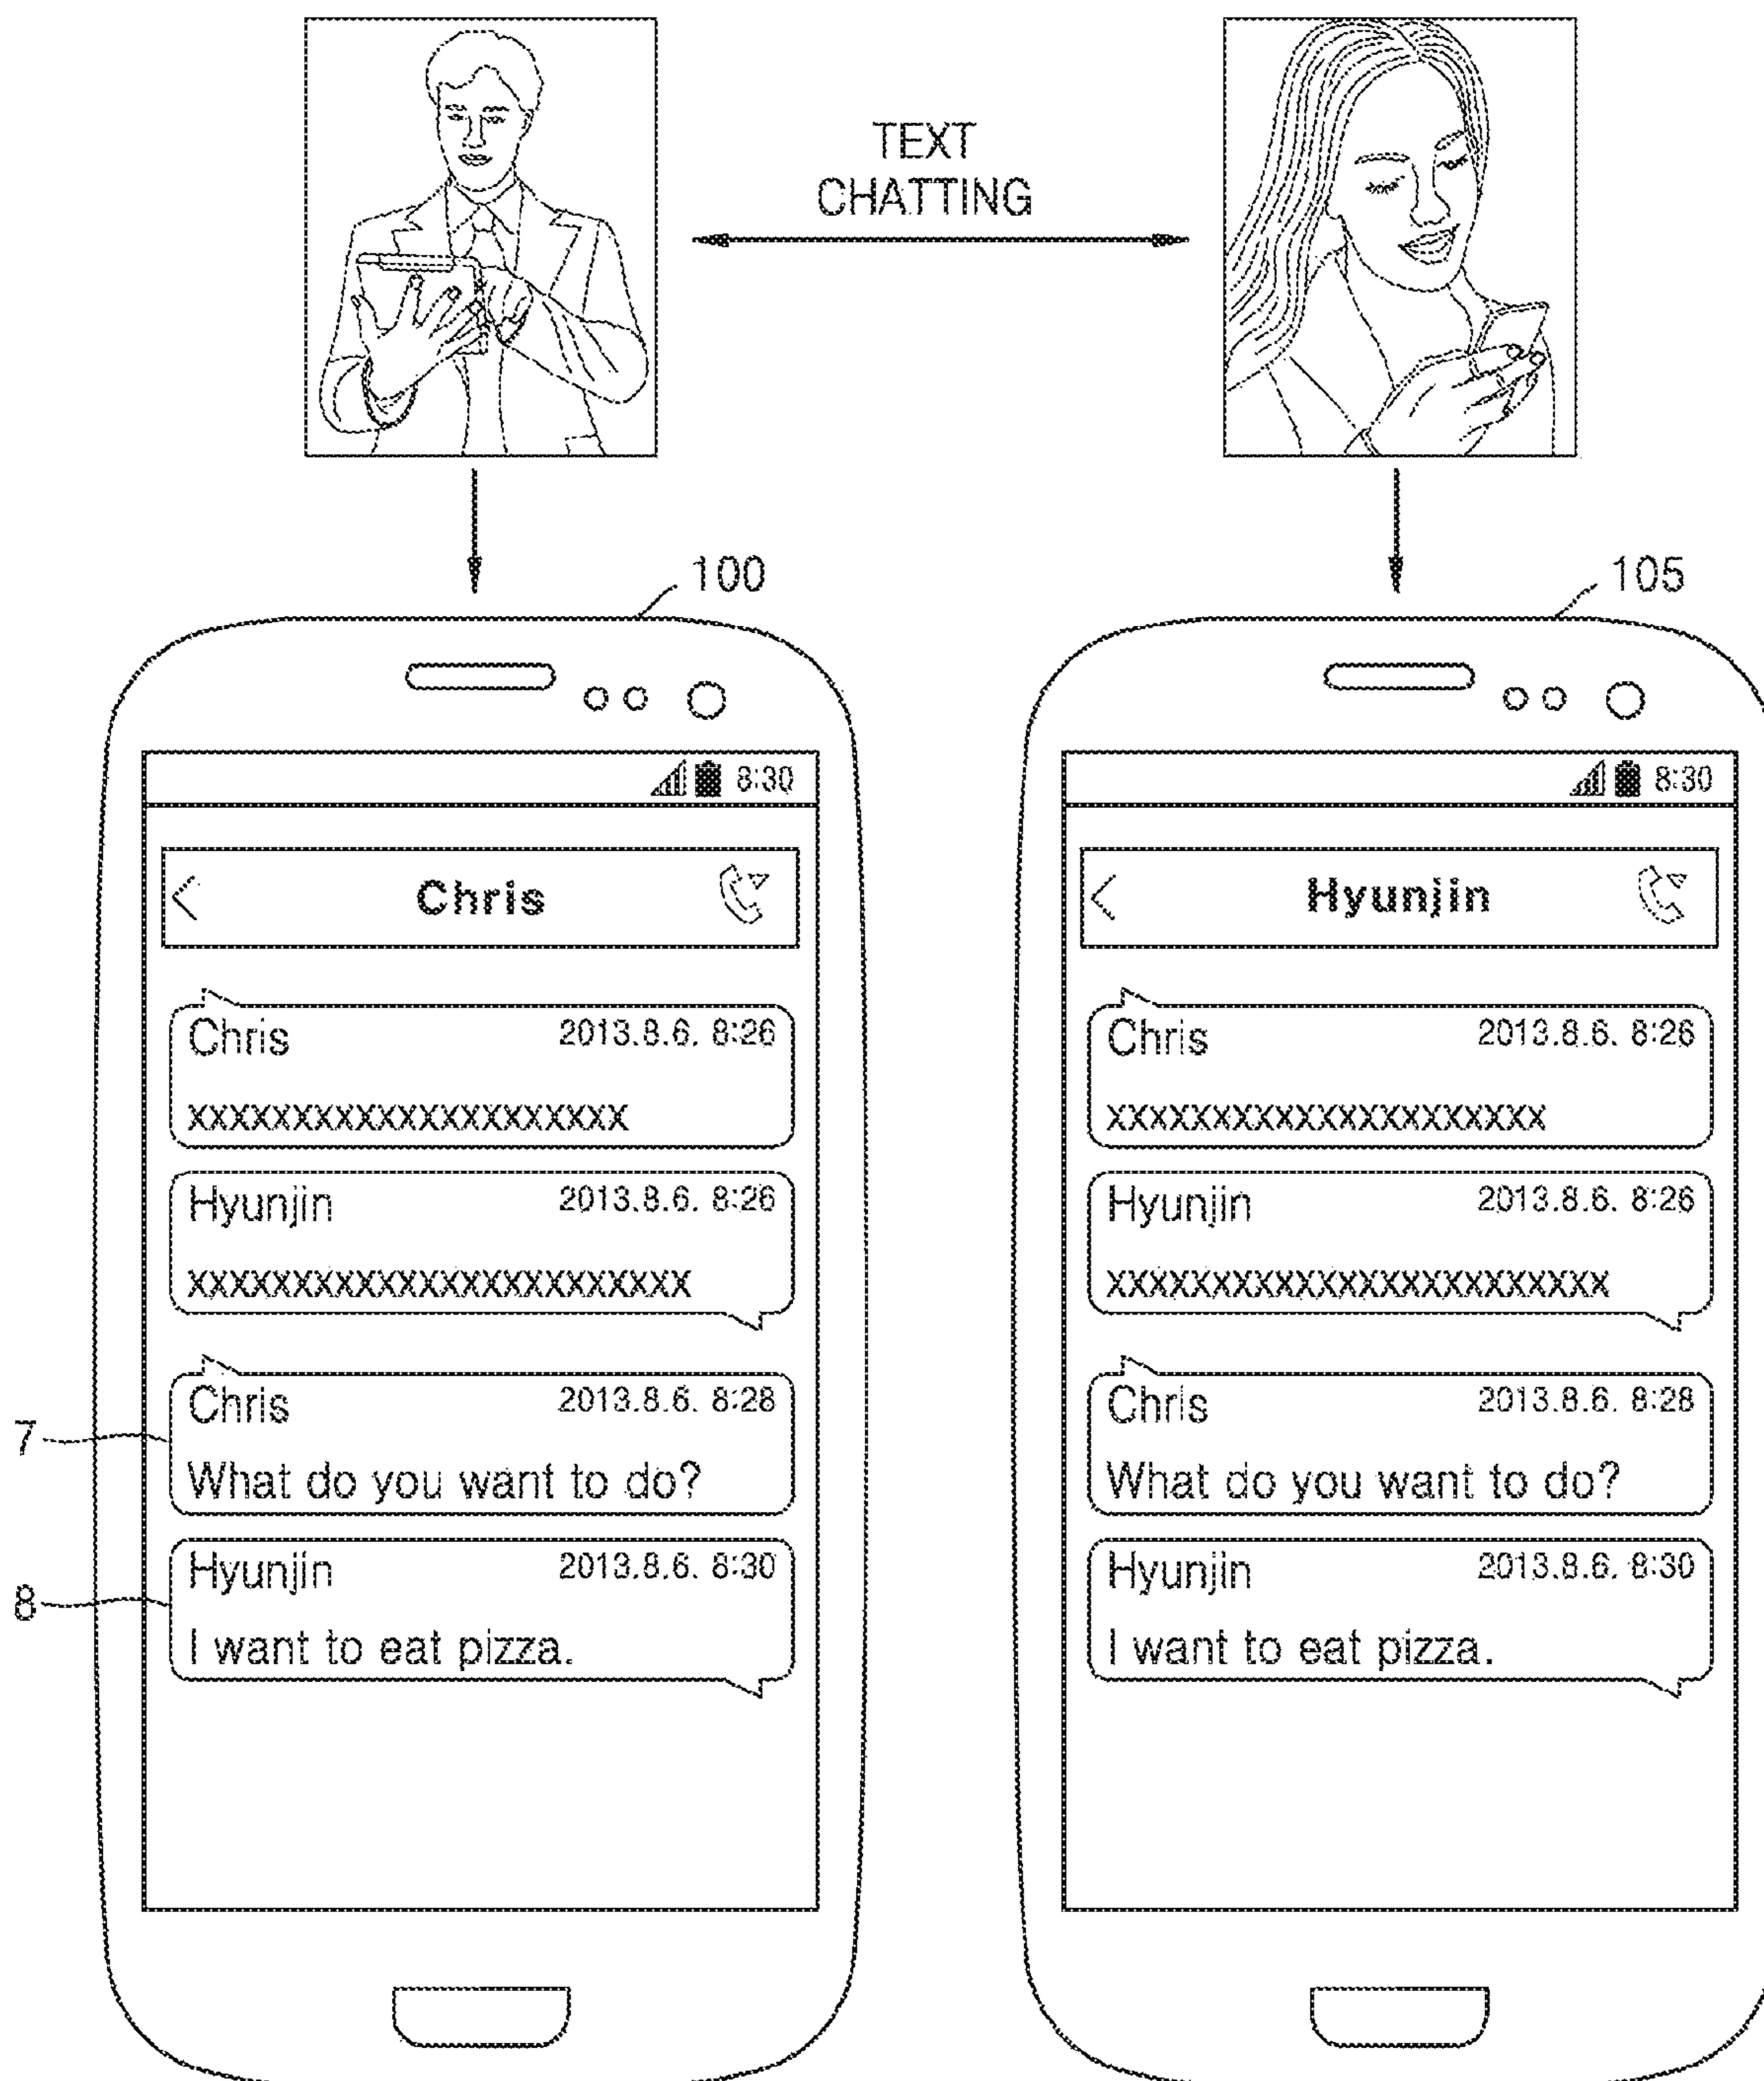 TEXT
CHATTING
100
105
8:30
Chris
Chris 2013.8.6. 8:26
xxxxxxxxxxxxxxxxxxxxx
Hyunjin 2013.8.6. 8:26
xxxxxxxxxxxxxxxxxxxxxxxx
Chris 2013.8.6. 8:28
7
What do you want to do?
Hyunjin 2013.8.6. 8:30
8
I want to eat pizza.
8:30
Hyunjin
Chris 2013.8.6. 8:26
xxxxxxxxxxxxxxxxxxxxx
Hyunjin 2013.8.6. 8:26
xxxxxxxxxxxxxxxxxxxxxxxx
Chris 2013.8.6. 8:28
What do you want to do?
Hyunjin 2013.8.6. 8:30
I want to eat pizza.